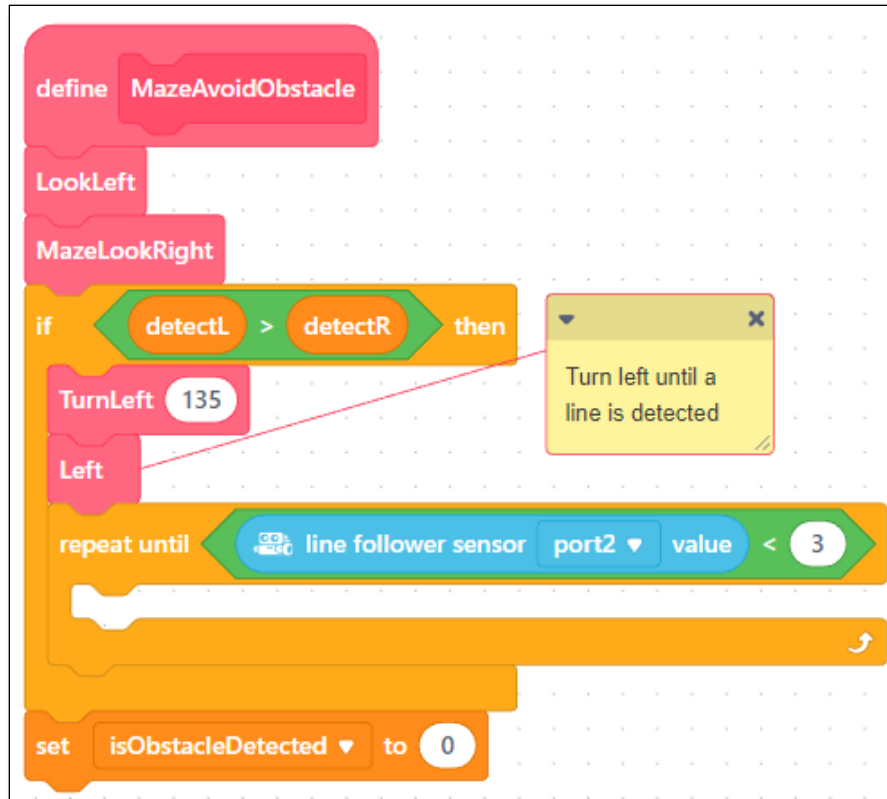 define MazeAvoidObstacle
LookLeft
MazeLookRight
if detectL > detectR then
TurnLeft 135
Left
Turn left until a
line is detected
repeat until line follower sensor port2 value < 3
set isObstacleDetected to 0